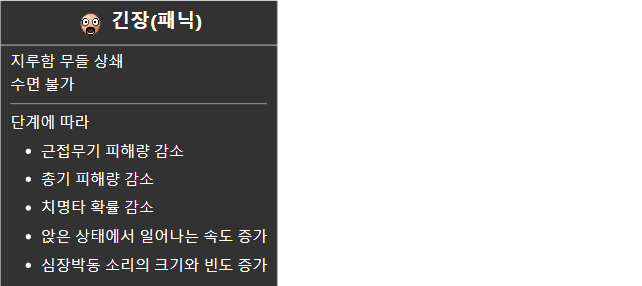 긴장(패닉)
지루함 무들 상쇄
수면 불가
단계에 따라
• 근접무기 피해량 감소
• 총기 피해량 감소
• 치명타 확률 감소
• 앉은 상태에서 일어나는 속도 증가
• 심장박동 소리의 크기와 빈도 증가